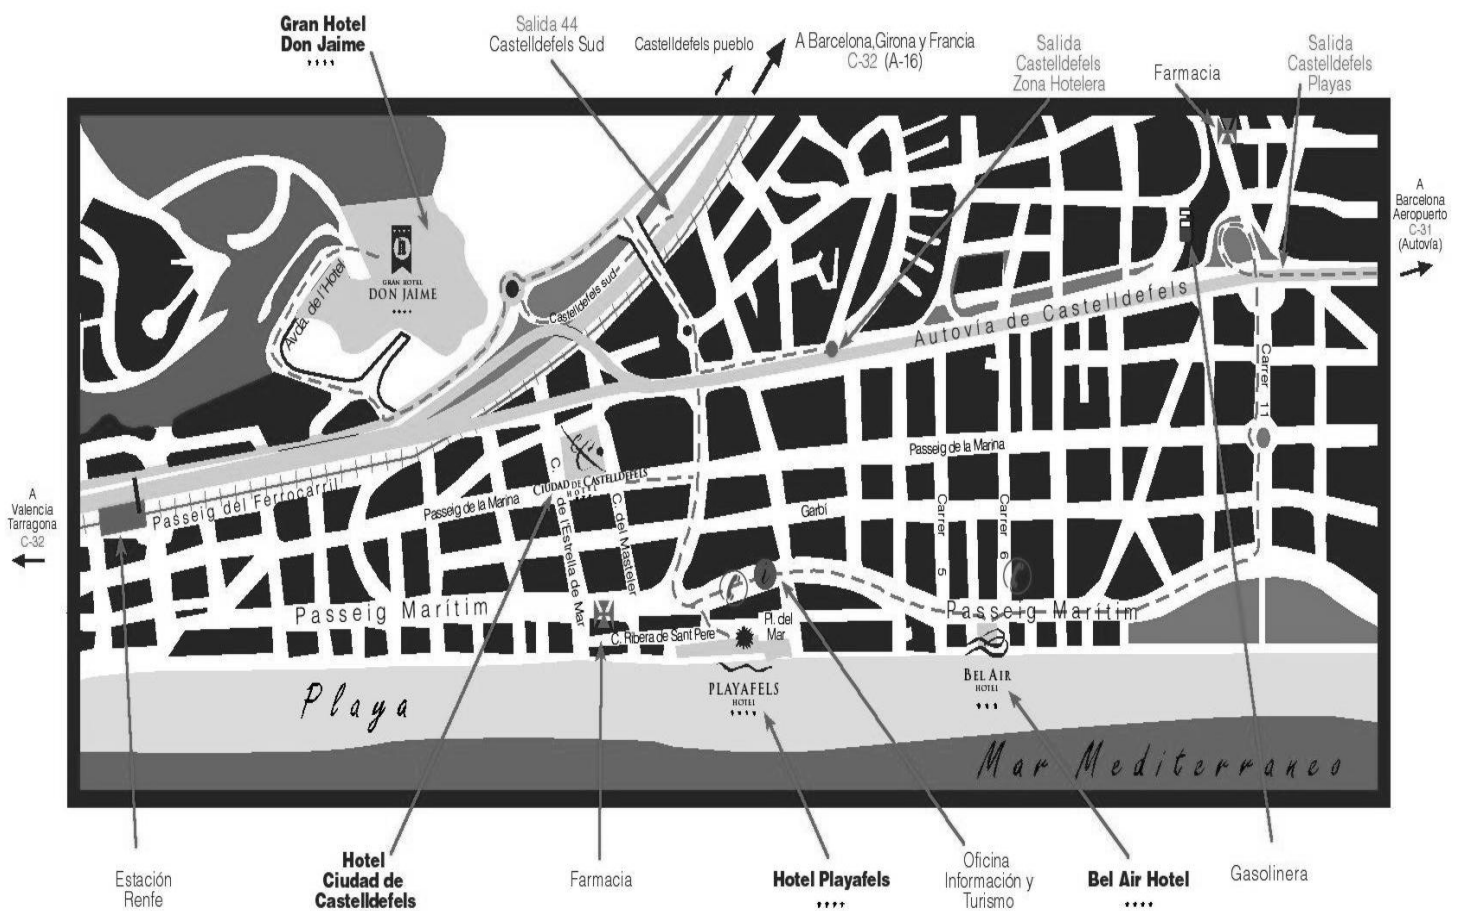 Gran Hotel
Don Jaime
Salida 44
Castelldefels Sud
Castelldefels pueblo
A Barcelona,Girona y Francia
C-32 (A-16)
Salida
Castelldefels
Zona Hotelera
Farmacia
Salida
Castelldefels
Playas
A
Barcelona
Aeropuerto
C-31
(Autovía)
GRAN HOTEL
DON JAIME
Avda. de l'Hotel
Castelldefels sud
Autovía de Castelldefels
Carrer 11
Passeig de la Marina
CIUDAD DE CASTELLDEFELS
HOTEL
Passeig del Ferrocarril
Passeig de la Marina
Garbí
C. de l'Estrella de Mar
C. del Masteler
Carrer 5
Carrer 6
A
Valencia
Tarragona
C-32
i
Passeig Marítim
Passeig Marítim
C. Ribera de Sant Pere
Pl. del
Mar
PLAYAFELS
HOTEL
BEL AIR
HOTEL
Playa
Mar Mediterraneo
Estación
Renfe
Hotel
Ciudad de
Castelldefels
Farmacia
Hotel Playafels
Oficina
Información y
Turismo
Bel Air Hotel
Gasolinera